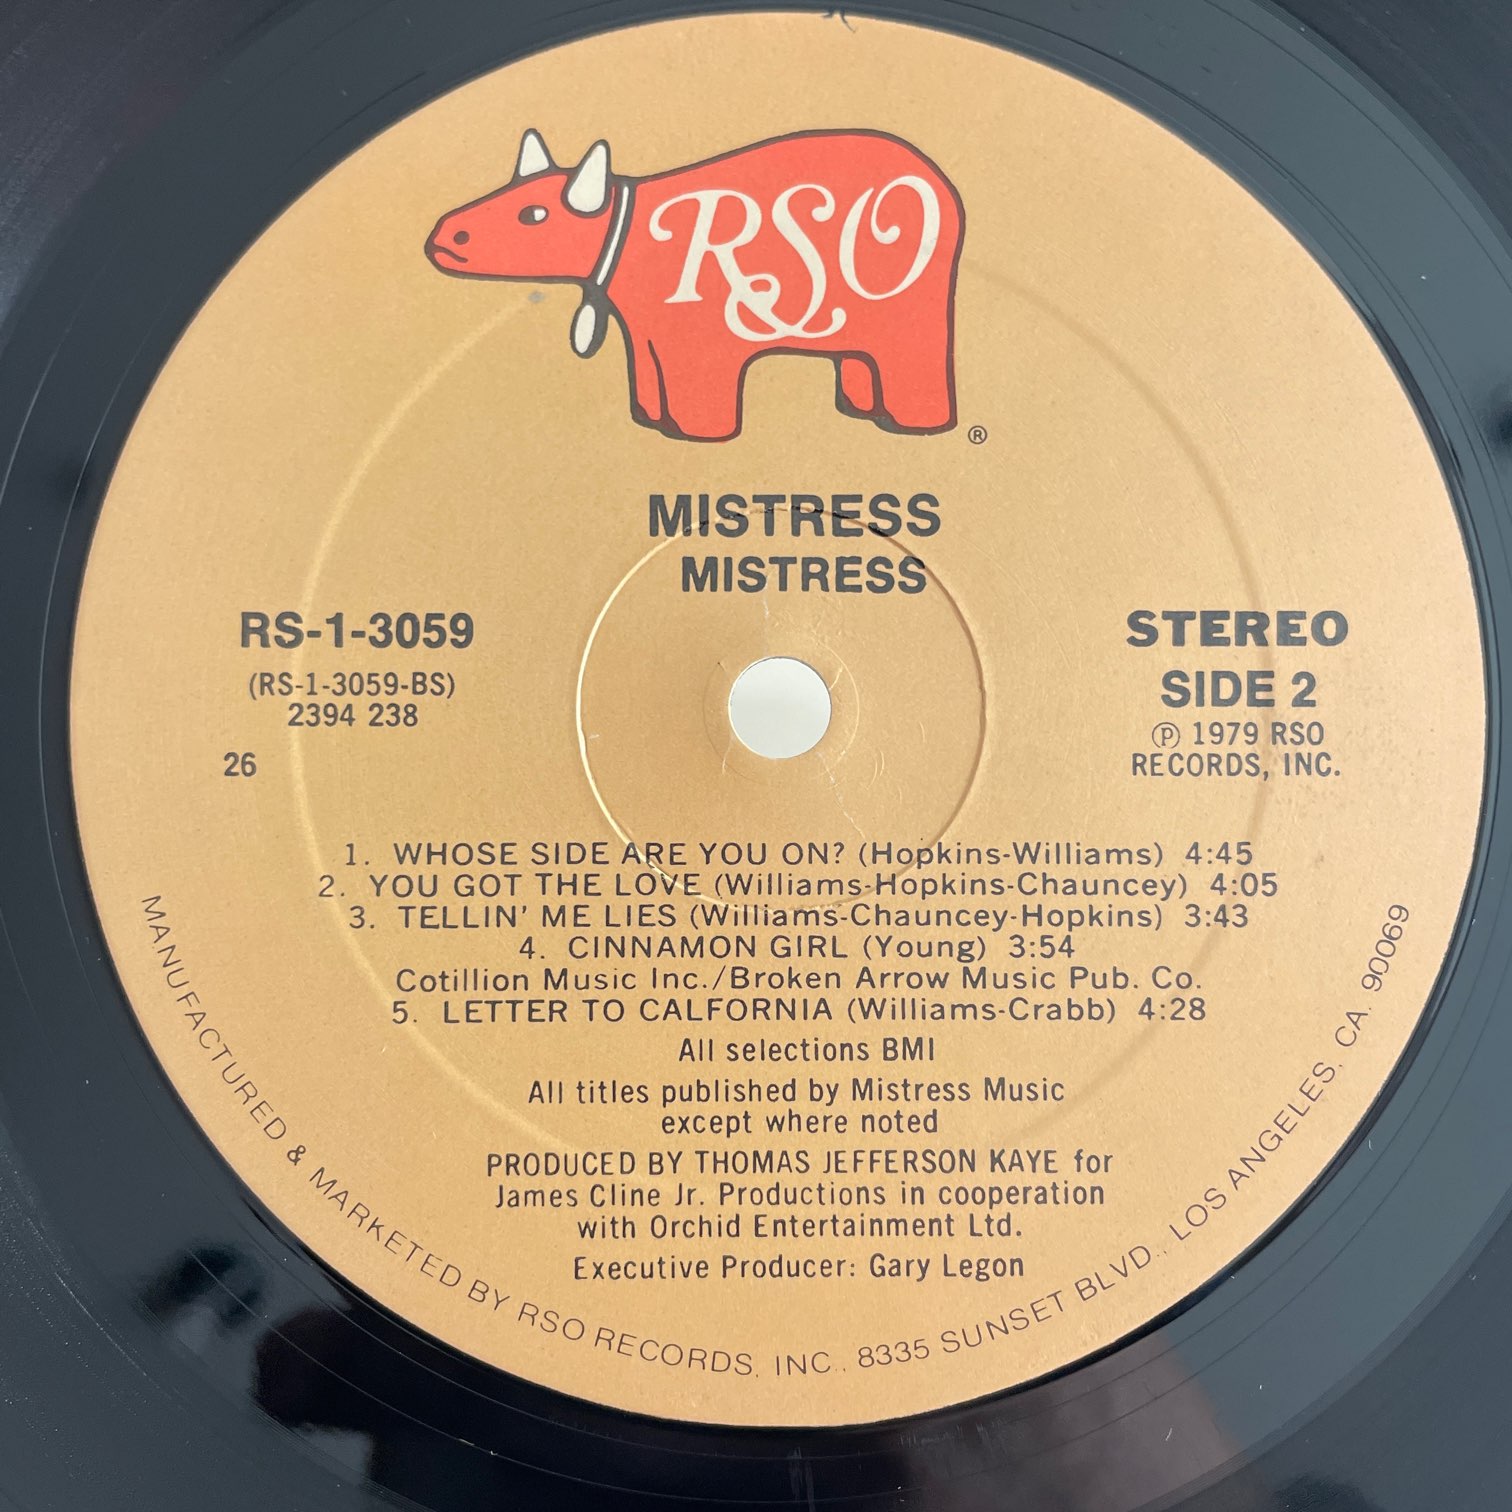 RSO
®
MISTRESS
MISTRESS
RS-1-3059
(RS-1-3059-BS)
2394 238
26
STEREO
SIDE 2
℗ 1979 RSO
RECORDS, INC.
1. WHOSE SIDE ARE YOU ON? (Hopkins-Williams) 4:45
2. YOU GOT THE LOVE (Williams-Hopkins-Chauncey) 4:05
3. TELLIN' ME LIES (Williams-Chauncey-Hopkins) 3:43
4. CINNAMON GIRL (Young) 3:54
Cotillion Music Inc./Broken Arrow Music Pub. Co.
5. LETTER TO CALFORNIA (Williams-Crabb) 4:28
All selections BMI
All titles published by Mistress Music
except where noted
PRODUCED BY THOMAS JEFFERSON KAYE for
James Cline Jr. Productions in cooperation
with Orchid Entertainment Ltd.
Executive Producer: Gary Legon
MANUFACTURED & MARKETED BY RSO RECORDS, INC., 8335 SUNSET BLVD., LOS ANGELES, CA. 90069